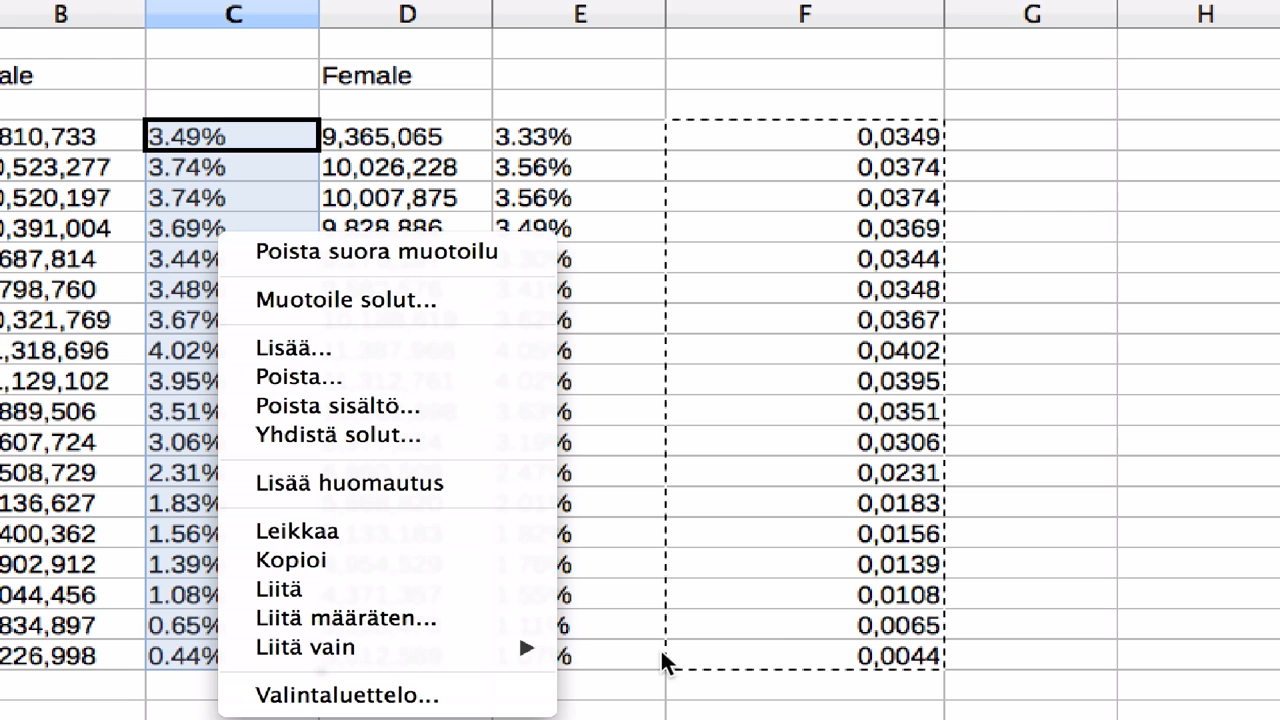 B C D E F G H
ale Female
810,733 3.49% 9,365,065 3.33% 0,0349
,523,277 3.74% 10,026,228 3.56% 0,0374
,520,197 3.74% 10,007,875 3.56% 0,0374
,391,004 3.69% 9,828,886 3.49% 0,0369
687,814 3.44% 0,0344
798,760 3.48% 0,0348
,321,769 3.67% 0,0367
,318,696 4.02% 0,0402
,129,102 3.95% 0,0395
889,506 3.51% 0,0351
607,724 3.06% 0,0306
508,729 2.31% 0,0231
136,627 1.83% 0,0183
400,362 1.56% 0,0156
902,912 1.39% 0,0139
044,456 1.08% 0,0108
834,897 0.65% 0,0065
226,998 0.44% 0,0044
Poista suora muotoilu
Muotoile solut...
Lisää...
Poista...
Poista sisältö...
Yhdistä solut...
Lisää huomautus
Leikkaa
Kopioi
Liitä
Liitä määräten...
Liitä vain
Valintaluettelo...